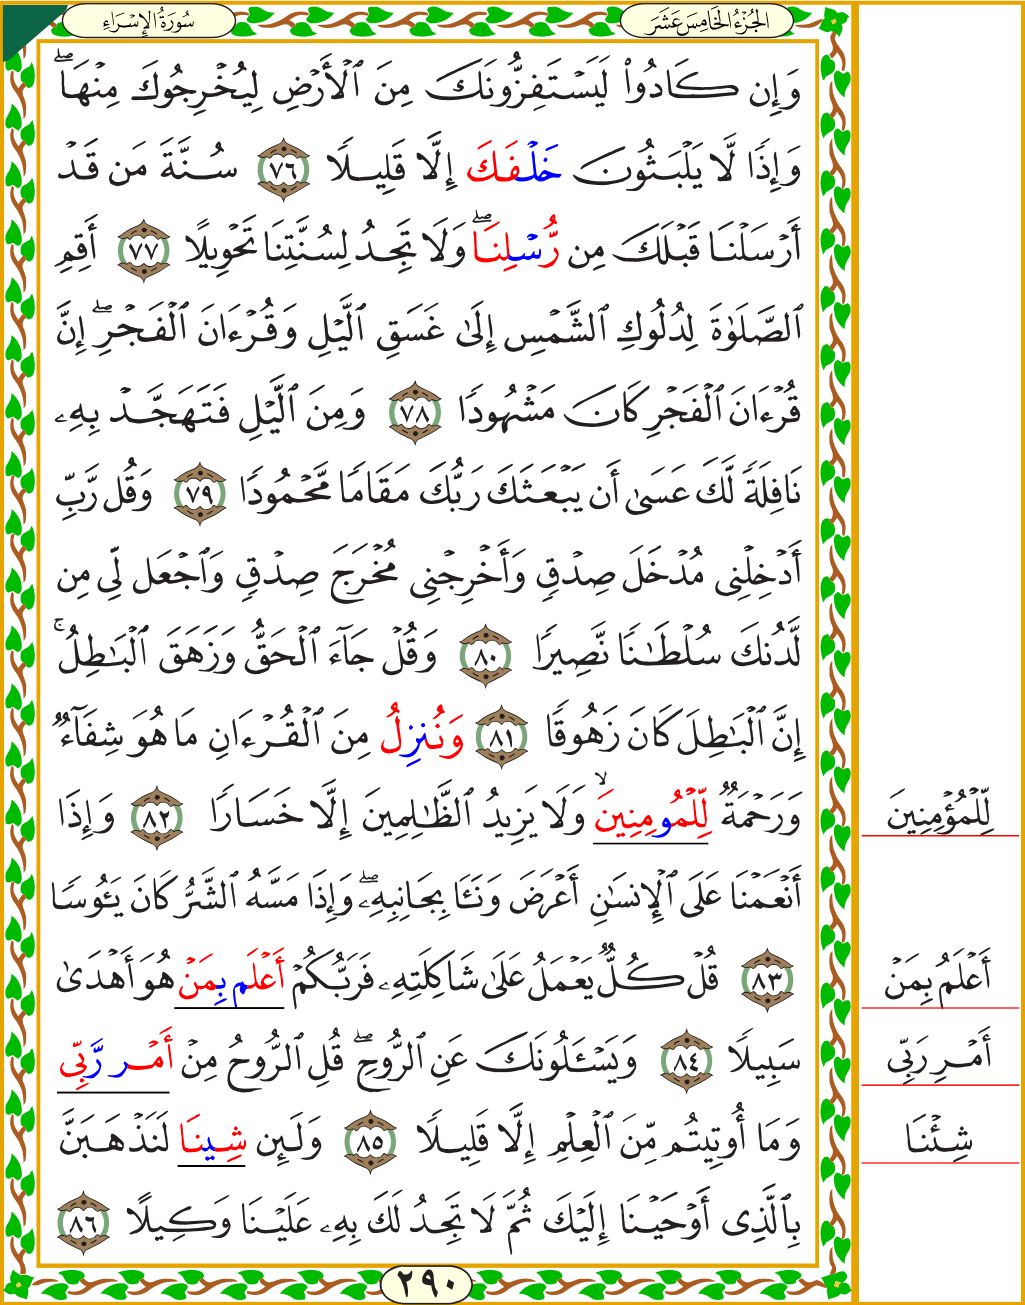 سُورَةُ الإِسْرَاءِ
الجُزْءُ الخَامِسَ عَشَرَ
وَإِن كَادُواْ لَيَسْتَفِزُّونَكَ مِنَ ٱلْأَرْضِ لِيُخْرِجُوكَ مِنْهَاۖ
وَإِذًا لَّا يَلْبَثُونَ خَلْفَكَ إِلَّا قَلِيلًا ٧٦ سُنَّةَ مَن قَدْ
أَرْسَلْنَا قَبْلَكَ مِن رُّسْلِنَاۖ وَلَا تَجِدُ لِسُنَّتِنَا تَحْوِيلًا ٧٧ أَقِمِ
ٱلصَّلَوٰةَ لِدُلُوكِ ٱلشَّمْسِ إِلَىٰ غَسَقِ ٱلَّيْلِ وَقُرْءَانَ ٱلْفَجْرِۖ إِنَّ
قُرْءَانَ ٱلْفَجْرِ كَانَ مَشْهُودًا ٧٨ وَمِنَ ٱلَّيْلِ فَتَهَجَّدْ بِهِۦ
نَافِلَةً لَّكَ عَسَىٰ أَن يَبْعَثَكَ رَبُّكَ مَقَامًا مَّحْمُودًا ٧٩ وَقُل رَّبِّ
أَدْخِلْنِي مُدْخَلَ صِدْقٍ وَأَخْرِجْنِي مُخْرَجَ صِدْقٍ وَٱجْعَل لِّي مِن
لَّدُنكَ سُلْطَـٰنًا نَّصِيرًا ٨٠ وَقُلْ جَآءَ ٱلْحَقُّ وَزَهَقَ ٱلْبَـٰطِلُۚ
إِنَّ ٱلْبَـٰطِلَ كَانَ زَهُوقًا ٨١ وَنُنزِلُ مِنَ ٱلْقُرْءَانِ مَا هُوَ شِفَآءٌ
وَرَحْمَةٌ لِّلْمُومِنِينَۙ وَلَا يَزِيدُ ٱلظَّـٰلِمِينَ إِلَّا خَسَارًا ٨٢ وَإِذَا
لِّلْمُؤْمِنِينَ
أَنْعَمْنَا عَلَى ٱلْإِنسَـٰنِ أَعْرَضَ وَنَـَٔا بِجَانِبِهِۦۖ وَإِذَا مَسَّهُ ٱلشَّرُّ كَانَ يَـُٔوسًا
٨٣ قُلْ كُلٌّ يَعْمَلُ عَلَىٰ شَاكِلَتِهِۦ فَرَبُّكُمْ أَعْلَم بِمَنْ هُوَ أَهْدَىٰ
أَعْلَمُ بِمَنْ
سَبِيلًا ٨٤ وَيَسْـَٔلُونَكَ عَنِ ٱلرُّوحِۖ قُلِ ٱلرُّوحُ مِنْ أَمْر رَّبِّي
أَمْرِ رَبِّي
وَمَا أُوتِيتُم مِّنَ ٱلْعِلْمِ إِلَّا قَلِيلًا ٨٥ وَلَئِن شِينَا لَنَذْهَبَنَّ
شِئْنَا
بِٱلَّذِي أَوْحَيْنَا إِلَيْكَ ثُمَّ لَا تَجِدُ لَكَ بِهِۦ عَلَيْنَا وَكِيلًا ٨٦
٢٩٠